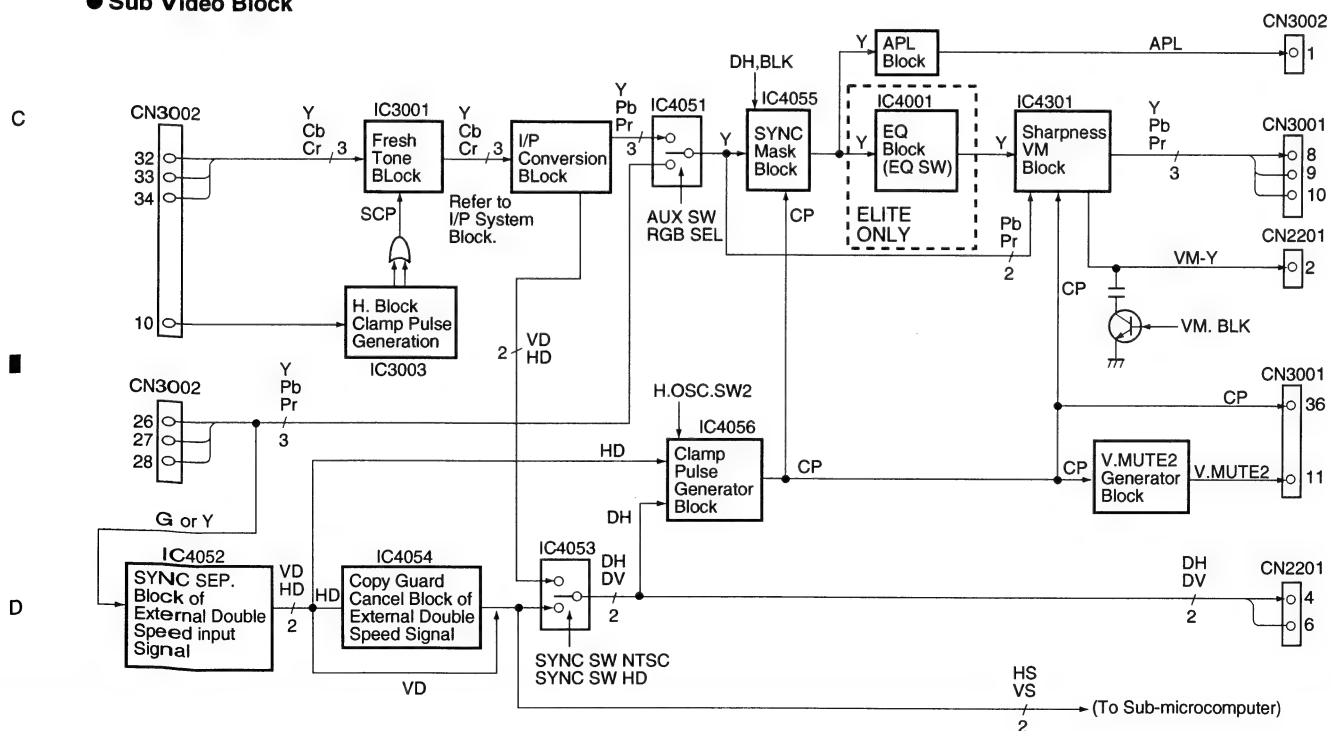 ● Sub Video Block
CN3002
1
APL
Y
APL
Block
DH,BLK
C
CN3002
32
33
34
10
Y
Cb
Cr
3
IC3001
Fresh
Tone
BLock
SCP
H. Block
Clamp Pulse
Generation
IC3003
Y
Cb
Cr
3
I/P
Conversion
BLock
Refer to
I/P System
Block.
Y
Pb
Pr
3
IC4051
AUX SW
RGB SEL
Y
IC4055
SYNC
Mask
Block
CP
Y
IC4001
EQ
Block
(EQ SW)
ELITE
ONLY
Y
Pb
Pr
2
IC4301
Sharpness
VM
Block
CP
Y
Pb
Pr
3
CN3001
8
9
10
CN2201
2
VM-Y
VM. BLK
2
VD
HD
CN3002
26
27
28
Y
Pb
Pr
3
H.OSC.SW2
IC4056
Clamp
Pulse
Generator
Block
HD
DH
CP
CP
CP
V.MUTE2
Generator
Block
V.MUTE2
CN3001
36
11
G or Y
D
IC4052
SYNC SEP.
Block of
External Double
Speed input
Signal
VD
HD
2
HD
IC4054
Copy Guard
Cancel Block of
External Double
Speed Signal
VD
IC4053
SYNC SW NTSC
SYNC SW HD
DH
DV
2
DH
DV
2
CN2201
4
6
HS
VS
2
(To Sub-microcomputer)